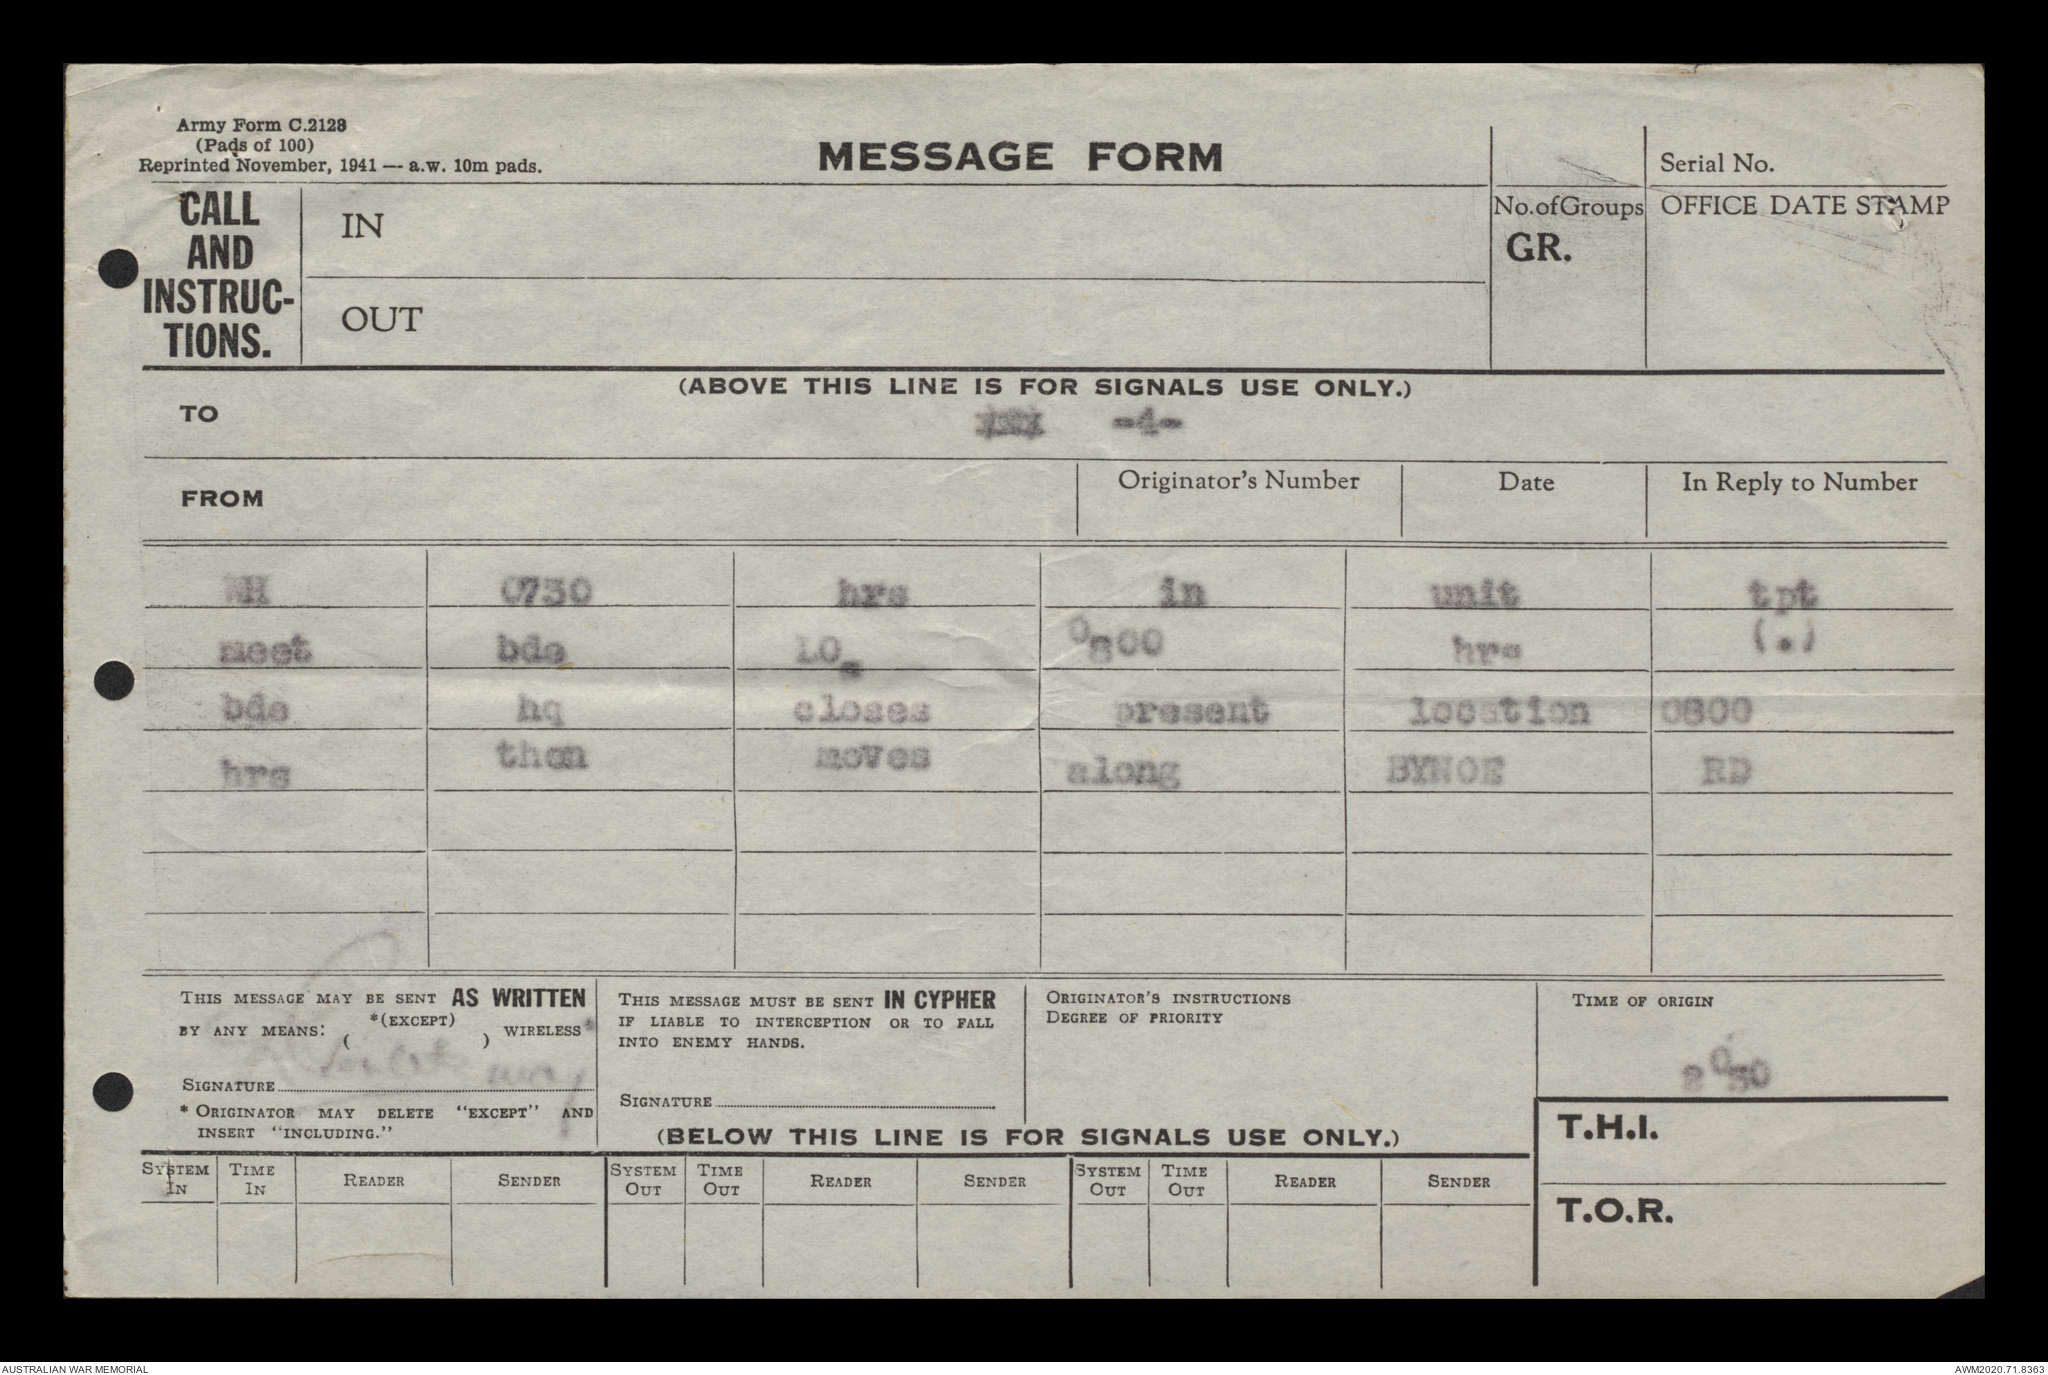 Army Form C.2128
(Pads of 100)
Reprinted November, 1941 — a.w. 10m pads.
MESSAGE FORM
Serial No.
CALL AND INSTRUC-TIONS.
IN
OUT
No. of Groups
GR.
OFFICE DATE STAMP
(ABOVE THIS LINE IS FOR SIGNALS USE ONLY.)
TO
-4-
FROM
Originator's Number
Date
In Reply to Number
0730 hrs in unit tpt
meet bde LO 0800 hrs (.)
bde hq closes present location 0800
hrs then moves along BYNOE RD
THIS MESSAGE MAY BE SENT AS WRITTEN
BY ANY MEANS: *(EXCEPT) ( ) WIRELESS
SIGNATURE
* ORIGINATOR MAY DELETE "EXCEPT" AND
INSERT "INCLUDING."
THIS MESSAGE MUST BE SENT IN CYPHER
IF LIABLE TO INTERCEPTION OR TO FALL
INTO ENEMY HANDS.
SIGNATURE
ORIGINATOR'S INSTRUCTIONS
DEGREE OF PRIORITY
TIME OF ORIGIN
2030
(BELOW THIS LINE IS FOR SIGNALS USE ONLY.)
T.H.I.
T.O.R.
SYSTEM IN
TIME IN
READER
SENDER
SYSTEM OUT
TIME OUT
READER
SENDER
SYSTEM OUT
TIME OUT
READER
SENDER
AUSTRALIAN WAR MEMORIAL
AWM2020.71.8363